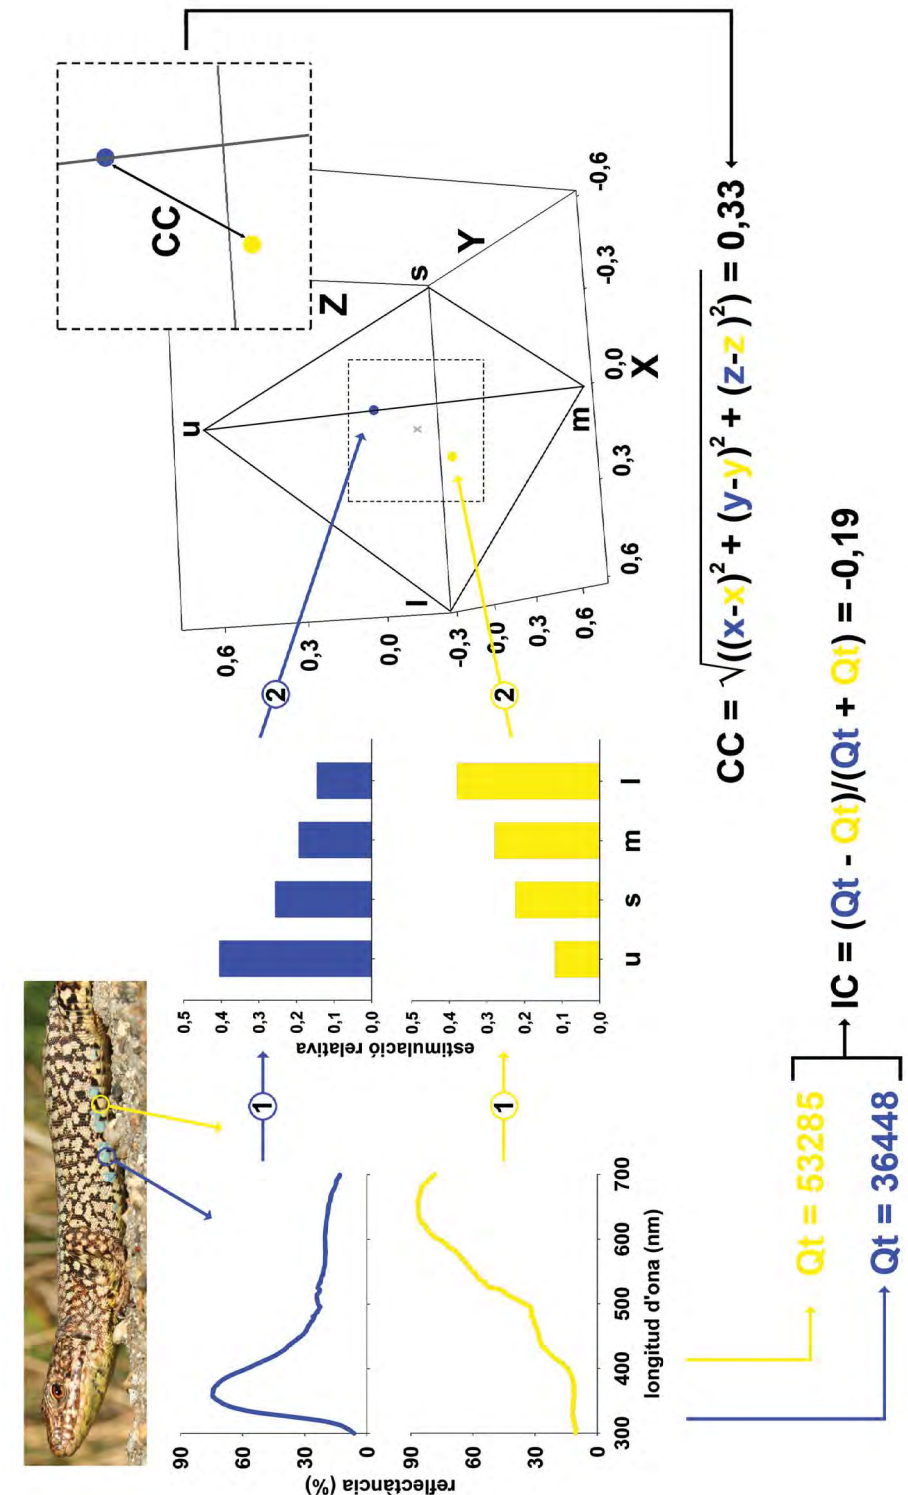 reflectància (%)
90
60
30
0
90
60
30
0
300
400
500
600
700
longitud d'ona (nm)
1
1
estimulació relativa
0,5
0,4
0,3
0,2
0,1
0,0
0,5
0,4
0,3
0,2
0,1
0,0
u
s
m
l
2
2
0,6
0,3
0,0
-0,3
0,0
0,3
0,6
0,6
0,3
0,0
-0,3
-0,6
X
Y
Z
u
s
m
l
x
CC
CC = √(((x-x)² + (y-y)² + (z-z)²) = 0,33
Qt = 53285
Qt = 36448
IC = (Qt - Qt)/(Qt + Qt) = -0,19